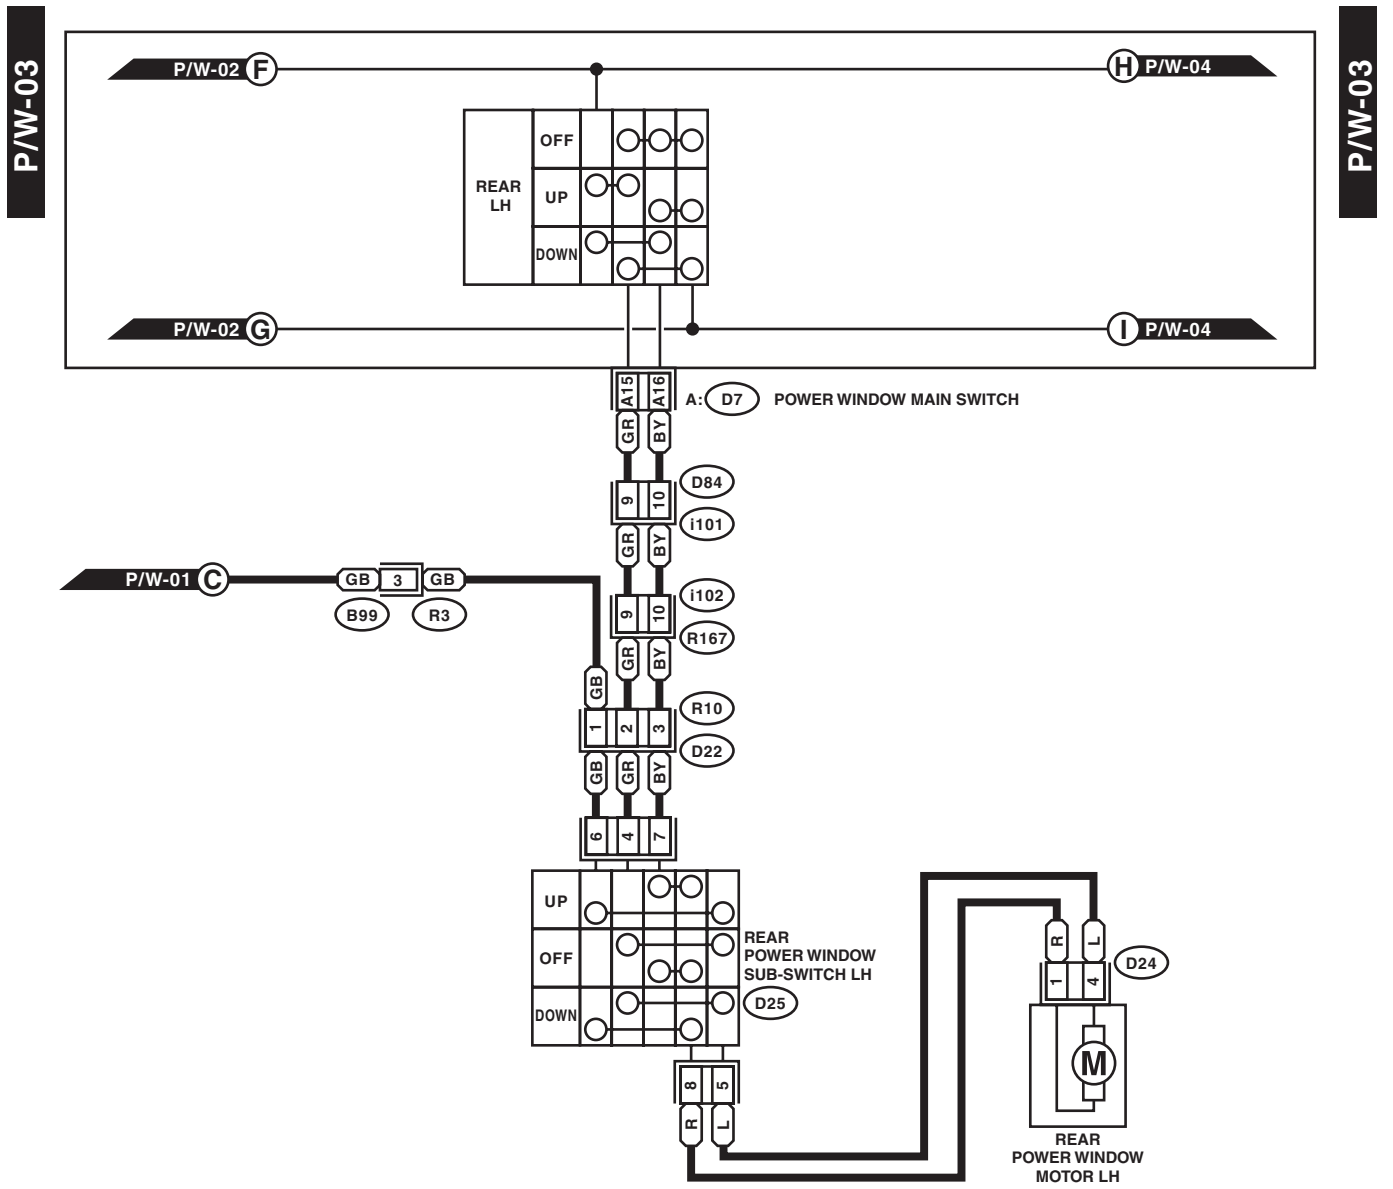 P/W-03
P/W-03
P/W-02 F
H P/W-04
REAR
LH
OFF
UP
DOWN
P/W-02 G
I P/W-04
A15
A16
A: D7 POWER WINDOW MAIN SWITCH
GR
BY
D84
9
10
i101
GR
BY
P/W-01 C
GB
3
GB
B99
R3
i102
9
10
R167
GB
GR
BY
R10
1
2
3
D22
GB
GR
BY
6
4
7
UP
OFF
DOWN
REAR
POWER WINDOW
SUB-SWITCH LH
D25
8
5
R
L
R
L
D24
1
4
M
REAR
POWER WINDOW
MOTOR LH